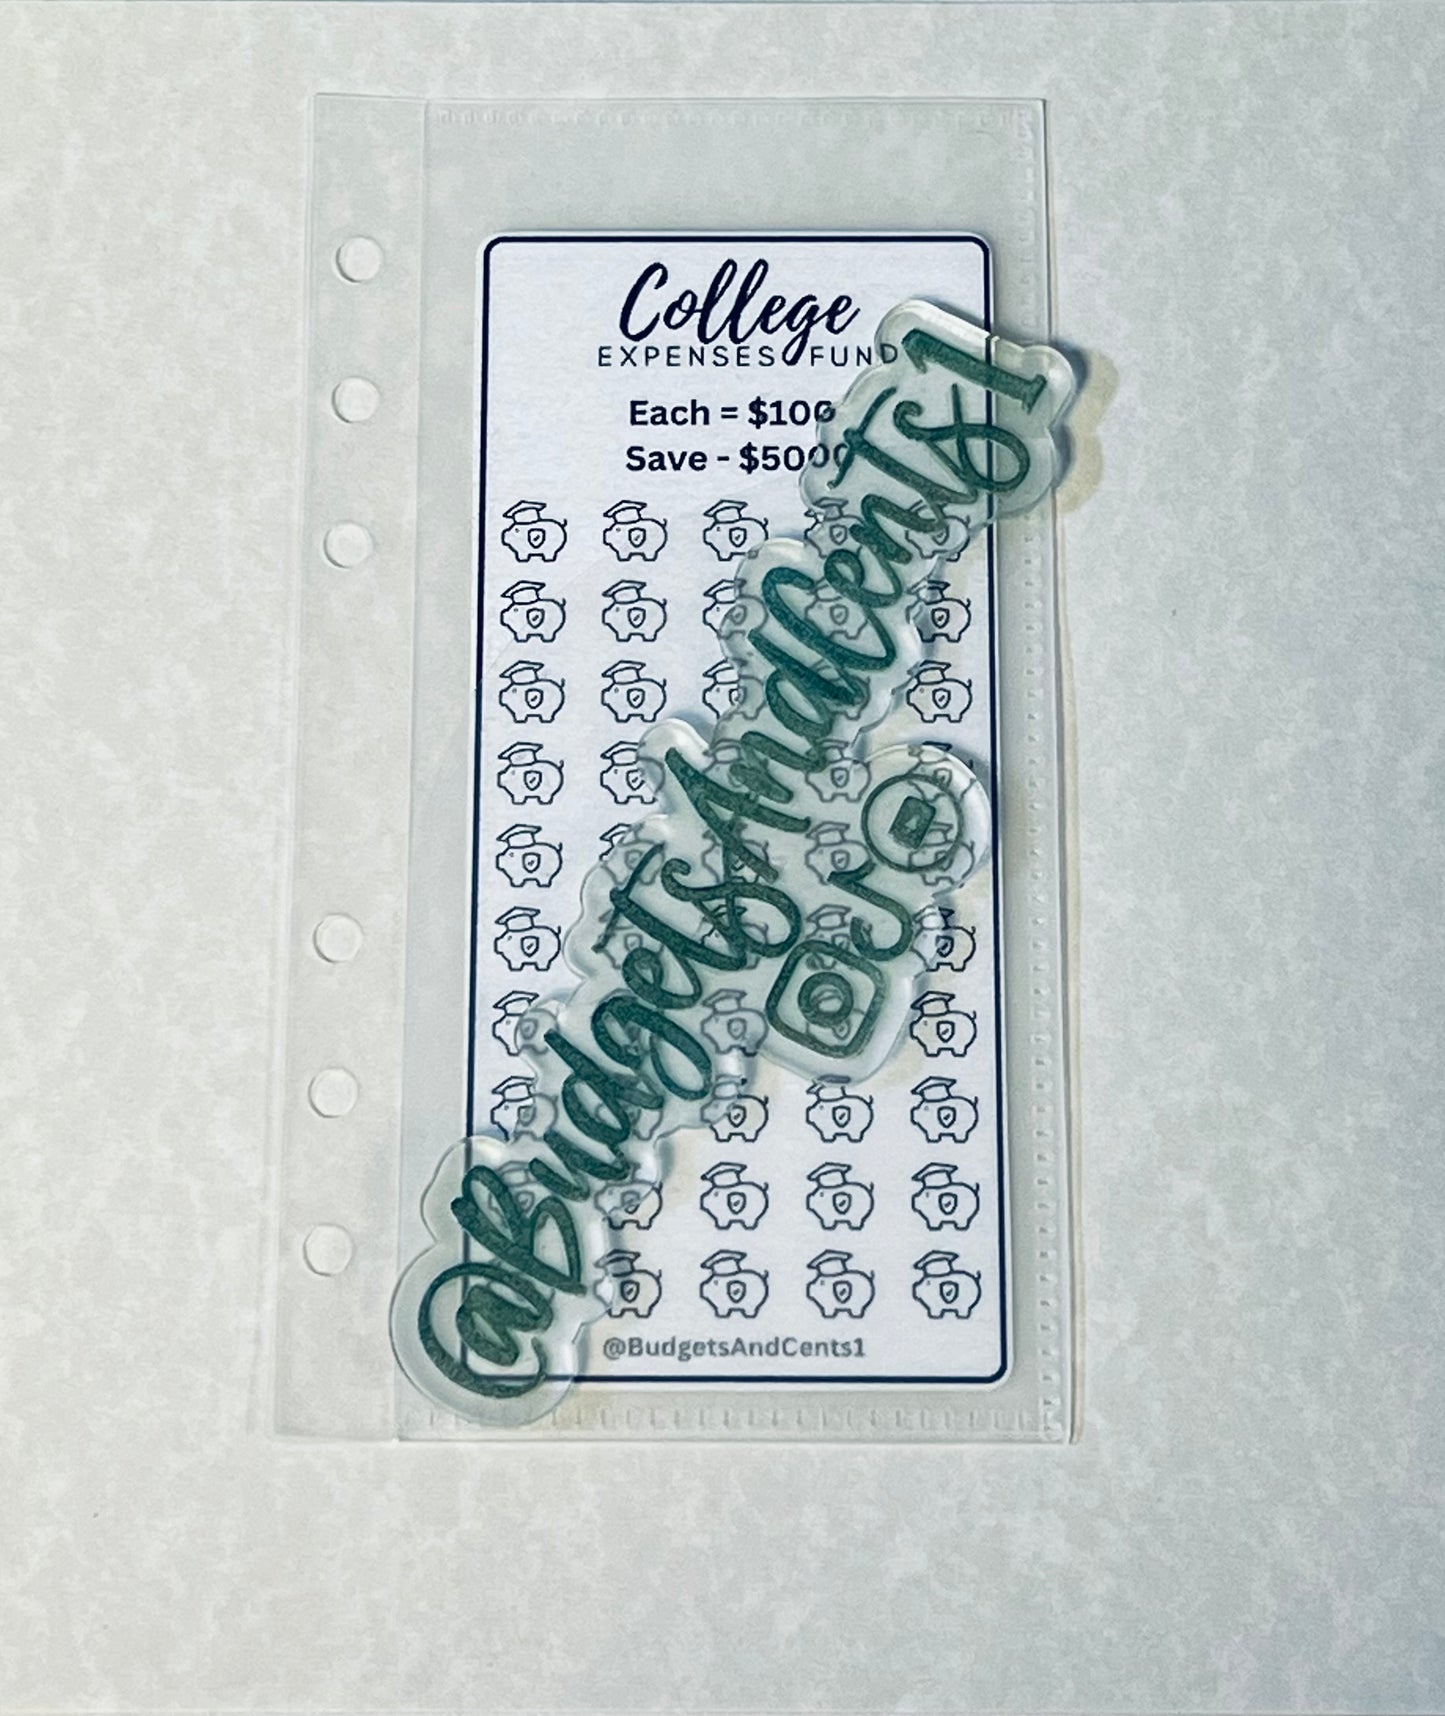 College
EXPENSES FUND
Each = $100
Save - $5000
@BudgetsAndCents1
@BudgetsAndCents1